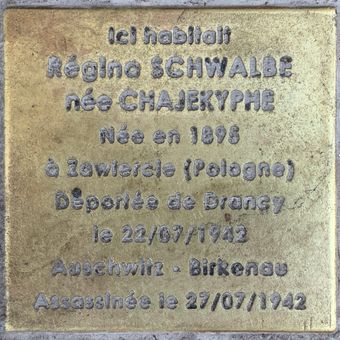 Ici habitait
Régina SCHWALBE
née CHAJEKYPHE
Née en 1895
à Zawiercie (Pologne)
Déportée de Drancy
le 22/07/1942
Auschwitz - Birkenau
Assassinée le 27/07/1942